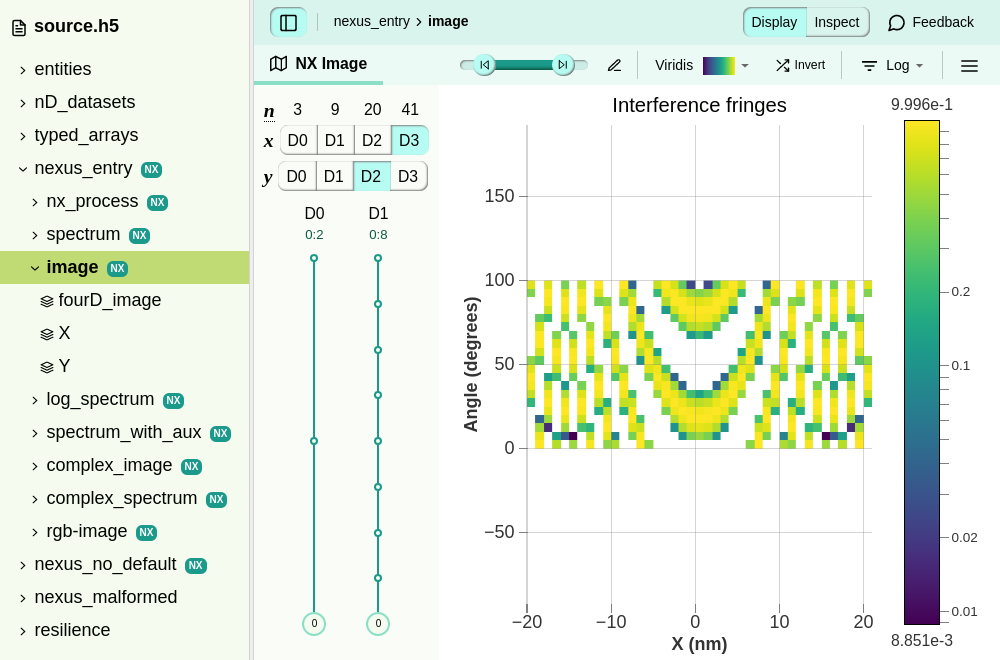 source.h5
nexus_entry > image
Display Inspect
Feedback
NX Image
Viridis
Invert
Log
entities
nD_datasets
typed_arrays
nexus_entry NX
nx_process NX
spectrum NX
image NX
fourD_image
X
Y
log_spectrum NX
spectrum_with_aux NX
complex_image NX
complex_spectrum NX
rgb-image NX
nexus_no_default NX
nexus_malformed
resilience
n 3 9 20 41
x D0 D1 D2 D3
y D0 D1 D2 D3
D0 D1
0:2 0:8
0 0
Interference fringes
150
100
50
0
−50
Angle (degrees)
−20 −10 0 10 20
X (nm)
9.996e-1
0.2
0.1
0.02
0.01
8.851e-3